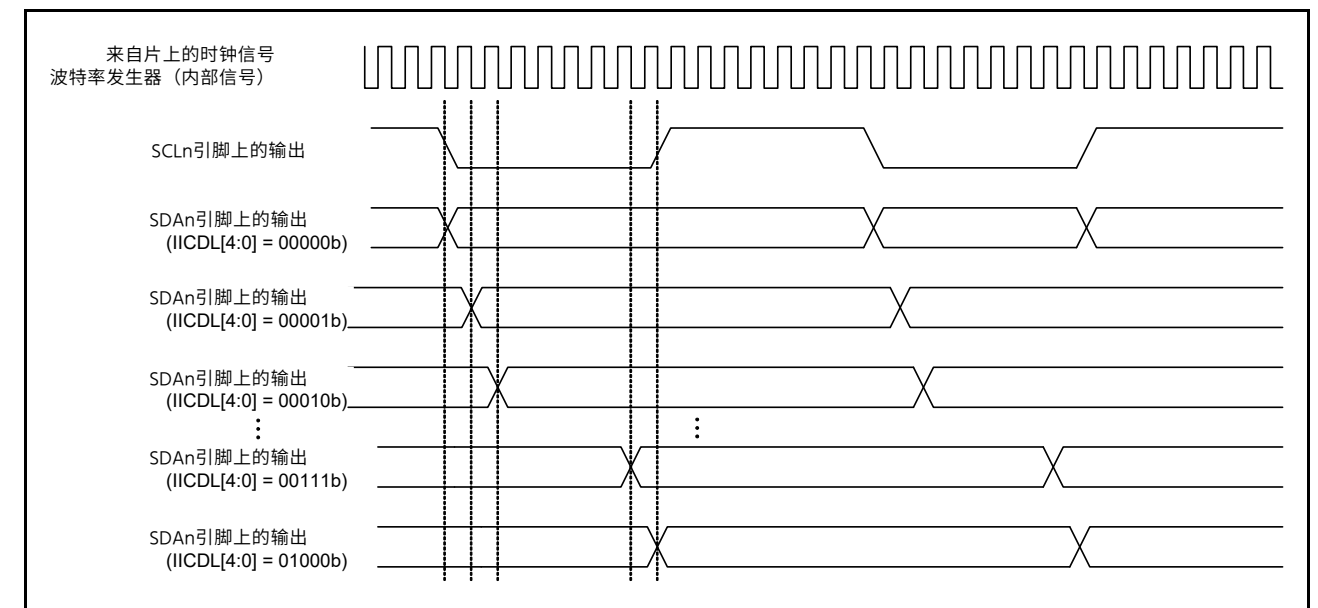 来自片上的时钟信号
波特率发生器（内部信号）
SCLn引脚上的输出
SDAn引脚上的输出
(IICDL[4:0] = 00000b)
SDAn引脚上的输出
(IICDL[4:0] = 00001b)
SDAn引脚上的输出
(IICDL[4:0] = 00010b)
SDAn引脚上的输出
(IICDL[4:0] = 00111b)
SDAn引脚上的输出
(IICDL[4:0] = 01000b)